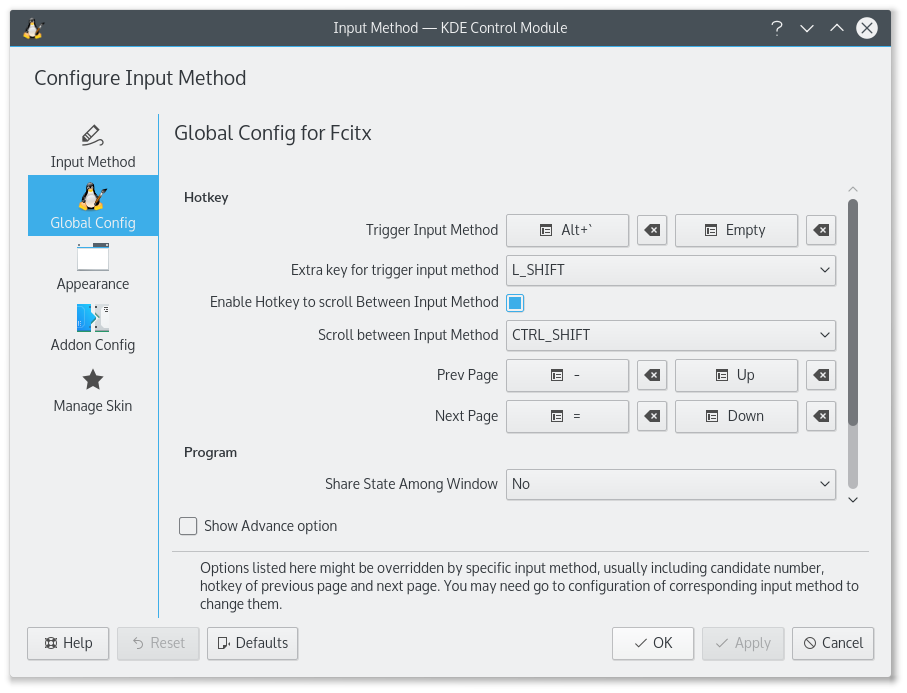 Input Method — KDE Control Module
Configure Input Method
Input Method
Global Config
Appearance
Addon Config
Manage Skin
Global Config for Fcitx
Hotkey
Trigger Input Method Alt+` Empty
Extra key for trigger input method L_SHIFT
Enable Hotkey to scroll Between Input Method
Scroll between Input Method CTRL_SHIFT
Prev Page - Up
Next Page = Down
Program
Share State Among Window No
Show Advance option
Options listed here might be overridden by specific input method, usually including candidate number,
hotkey of previous page and next page. You may need go to configuration of corresponding input method to
change them.
Help Reset Defaults OK Apply Cancel